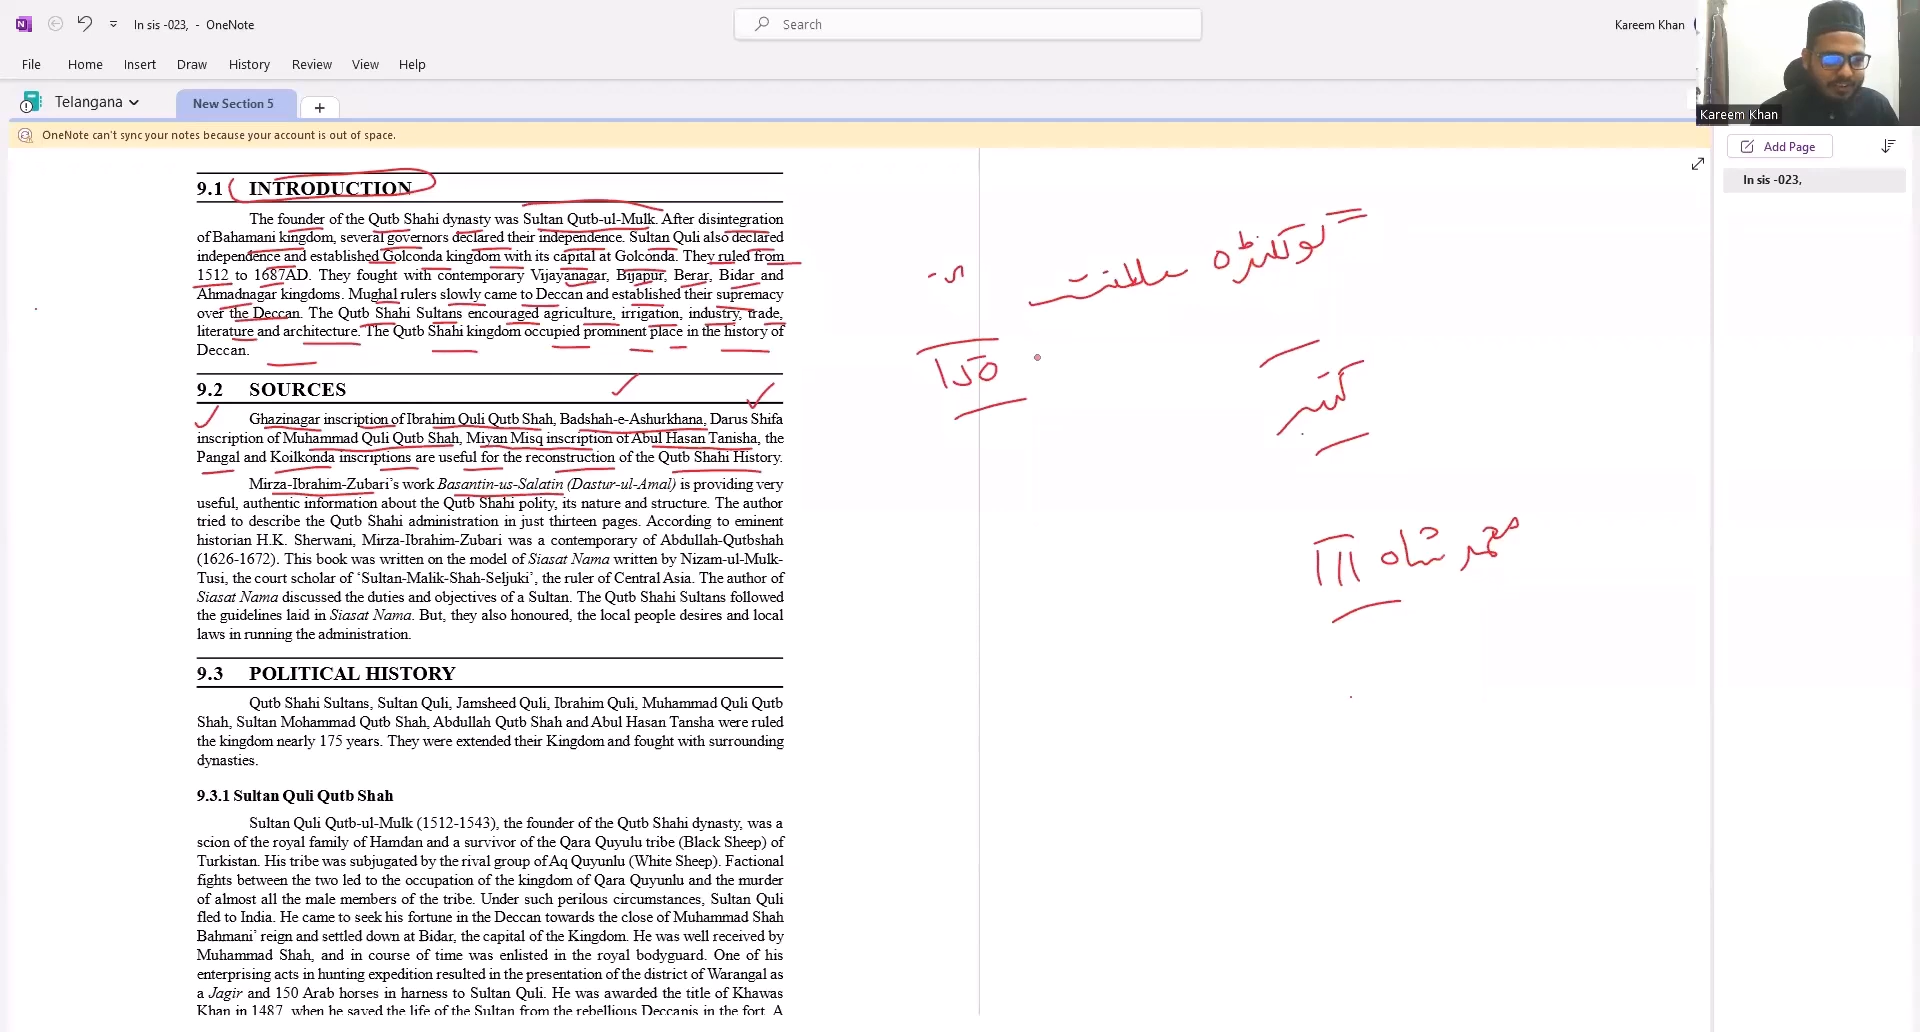 In sis -023, - OneNote
Search
Kareem Khan
File Home Insert Draw History Review View Help
Telangana
New Section 5
OneNote can't sync your notes because your account is out of space.
Kareem Khan
Add Page
In sis -023,
9.1 INTRODUCTION
The founder of the Qutb Shahi dynasty was Sultan Qutb-ul-Mulk. After disintegration
of Bahamani kingdom, several governors declared their independence. Sultan Quli also declared
independence and established Golconda kingdom with its capital at Golconda. They ruled from
1512 to 1687AD. They fought with contemporary Vijayanagar, Bijapur, Berar, Bidar and
Ahmadnagar kingdoms. Mughal rulers slowly came to Deccan and established their supremacy
over the Deccan. The Qutb Shahi Sultans encouraged agriculture, irrigation, industry, trade,
literature and architecture. The Qutb Shahi kingdom occupied prominent place in the history of
Deccan.
9.2 SOURCES
Ghazinagar inscription of Ibrahim Quli Qutb Shah, Badshah-e-Ashurkhana, Darus Shifa
inscription of Muhammad Quli Qutb Shah, Miyan Misq inscription of Abul Hasan Tanisha, the
Pangal and Koilkonda inscriptions are useful for the reconstruction of the Qutb Shahi History.
Mirza-Ibrahim-Zubari's work Basantin-us-Salatin (Dastur-ul-Amal) is providing very
useful, authentic information about the Qutb Shahi polity, its nature and structure. The author
tried to describe the Qutb Shahi administration in just thirteen pages. According to eminent
historian H.K. Sherwani, Mirza-Ibrahim-Zubari was a contemporary of Abdullah-Qutbshah
(1626-1672). This book was written on the model of Siasat Nama written by Nizam-ul-Mulk-
Tusi, the court scholar of ‘Sultan-Malik-Shah-Seljuki’, the ruler of Central Asia. The author of
Siasat Nama discussed the duties and objectives of a Sultan. The Qutb Shahi Sultans followed
the guidelines laid in Siasat Nama. But, they also honoured, the local people desires and local
laws in running the administration.
9.3 POLITICAL HISTORY
Qutb Shahi Sultans, Sultan Quli, Jamsheed Quli, Ibrahim Quli, Muhammad Quli Qutb
Shah, Sultan Mohammad Qutb Shah, Abdullah Qutb Shah and Abul Hasan Tansha were ruled
the kingdom nearly 175 years. They were extended their Kingdom and fought with surrounding
dynasties.
9.3.1 Sultan Quli Qutb Shah
Sultan Quli Qutb-ul-Mulk (1512-1543), the founder of the Qutb Shahi dynasty, was a
scion of the royal family of Hamdan and a survivor of the Qara Quyulu tribe (Black Sheep) of
Turkistan. His tribe was subjugated by the rival group of Aq Quyunlu (White Sheep). Factional
fights between the two led to the occupation of the kingdom of Qara Quyunlu and the murder
of almost all the male members of the tribe. Under such perilous circumstances, Sultan Quli
fled to India. He came to seek his fortune in the Deccan towards the close of Muhammad Shah
Bahmani’ reign and settled down at Bidar, the capital of the Kingdom. He was well received by
Muhammad Shah, and in course of time was enlisted in the royal bodyguard. One of his
enterprising acts in hunting expedition resulted in the presentation of the district of Warangal as
a Jagir and 150 Arab horses in harness to Sultan Quli. He was awarded the title of Khawas
Khan in 1487, when he saved the life of the Sultan from the rebellious Deccanis in the fort. A
گولکنڈہ سلطنت
کتبہ
محمد شاہ III